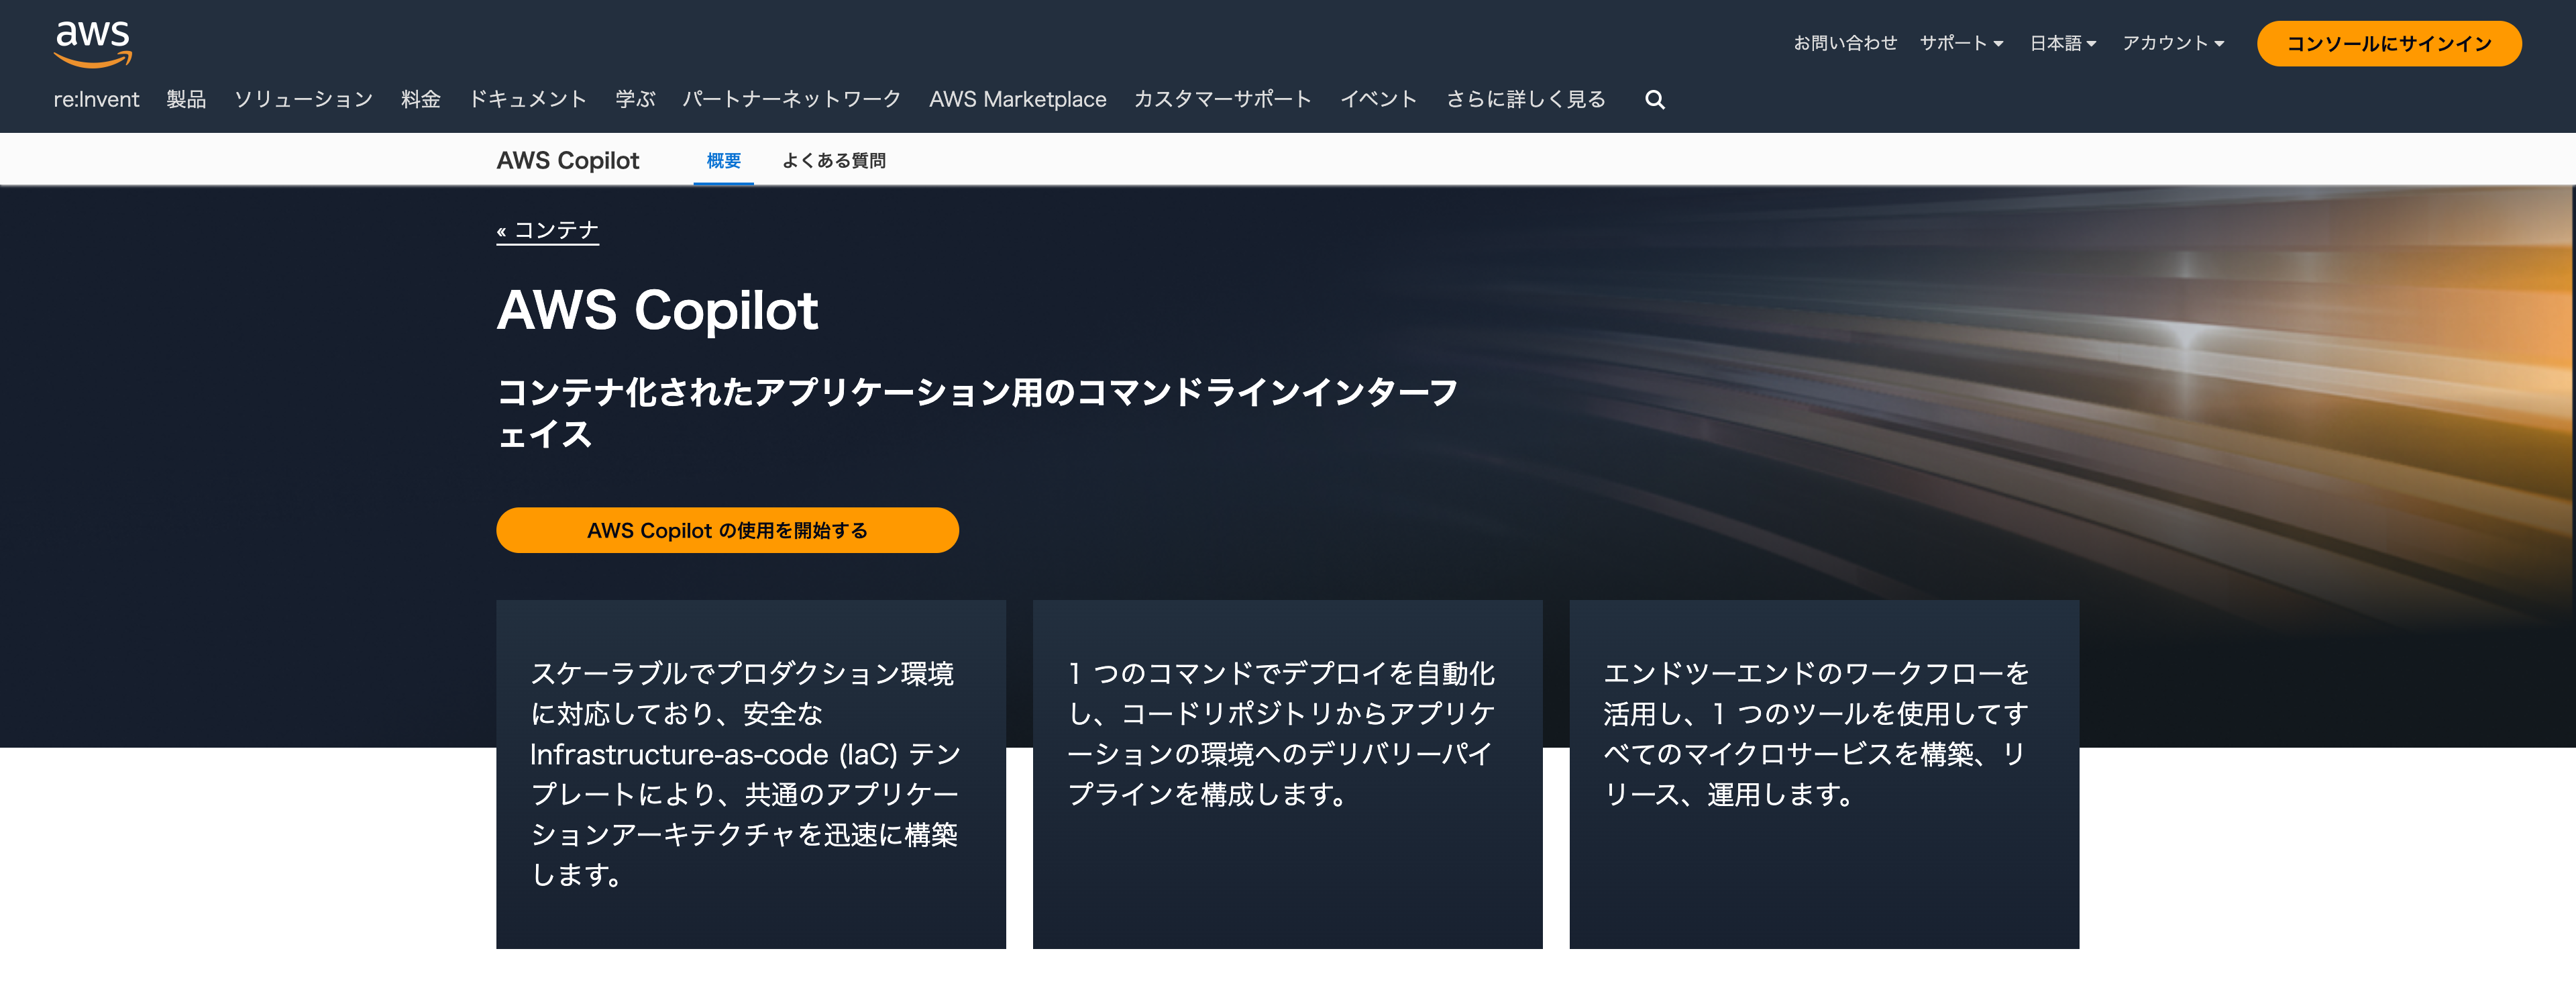 aws
お問い合わせ サポート 日本語 アカウント コンソールにサインイン
re:Invent 製品 ソリューション 料金 ドキュメント 学ぶ パートナーネットワーク AWS Marketplace カスタマーサポート イベント さらに詳しく見る
AWS Copilot 概要 よくある質問
« コンテナ
AWS Copilot
コンテナ化されたアプリケーション用のコマンドラインインターフ
ェイス
AWS Copilot の使用を開始する
スケーラブルでプロダクション環境
に対応しており、安全な
Infrastructure-as-code (IaC) テン
プレートにより、共通のアプリケー
ションアーキテクチャを迅速に構築
します。
1 つのコマンドでデプロイを自動化
し、コードリポジトリからアプリケ
ーションの環境へのデリバリーパイ
プラインを構成します。
エンドツーエンドのワークフローを
活用し、1 つのツールを使用してす
べてのマイクロサービスを構築、リ
リース、運用します。